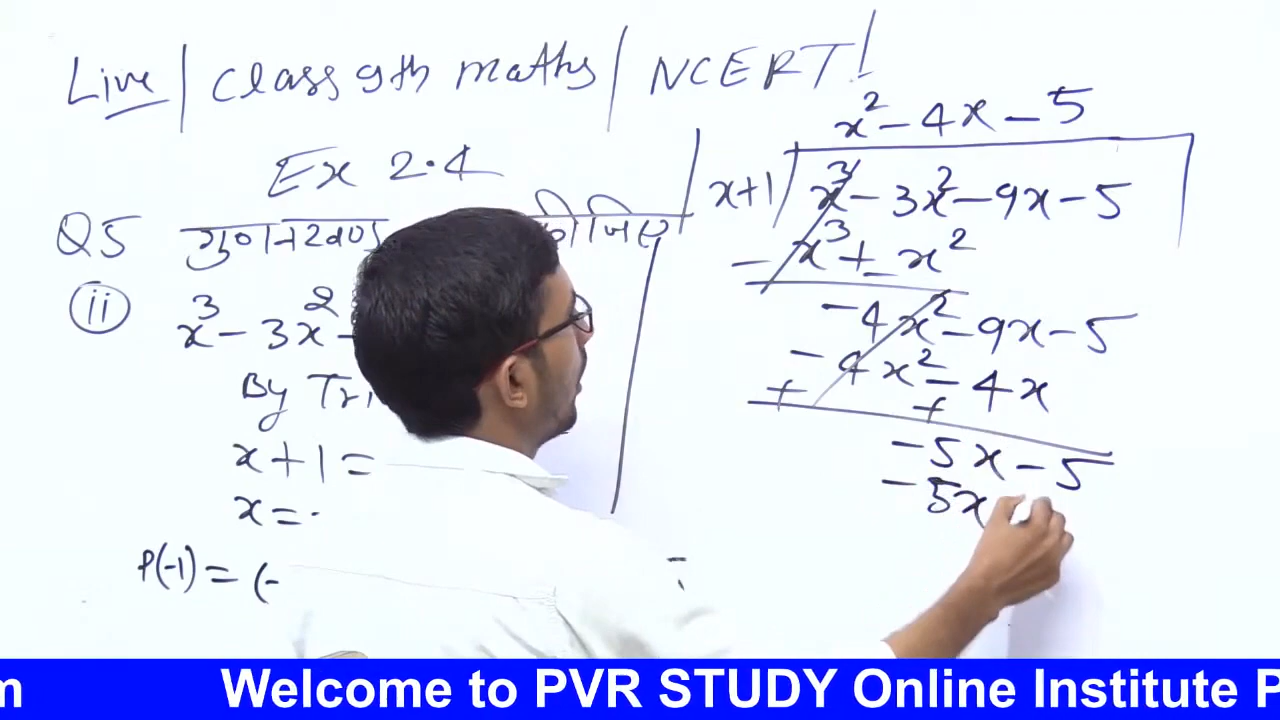 Live | Class 9th maths | NCERT!
Ex 2.4
Q5 गुणनखण्ड कीजिए
(ii) x³ - 3x² -
By Tri
x + 1 =
x = -
P(-1) = (-
x² - 4x - 5
x+1 x³ - 3x² - 9x - 5
- x³ + - x²
-4x² - 9x - 5
- 4x² - 4x
+ +
-5x - 5
-5x
m Welcome to PVR STUDY Online Institute P